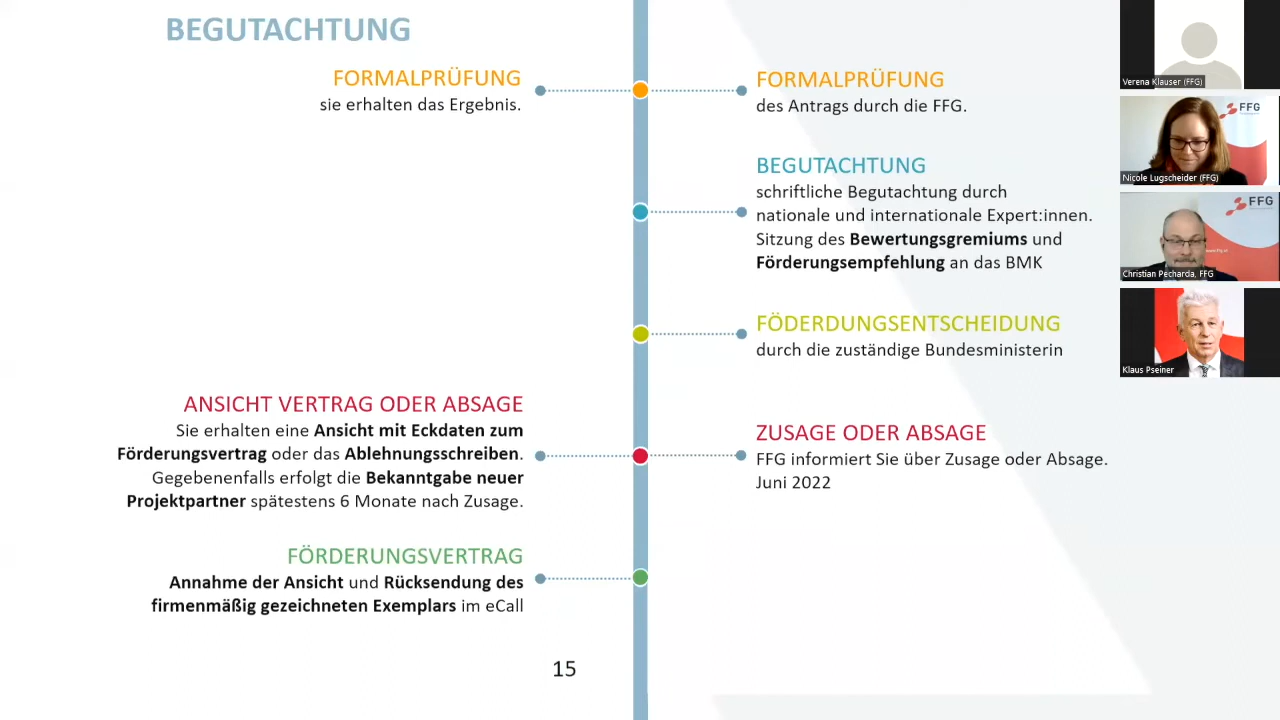 BEGUTACHTUNG
FORMALPRÜFUNG
sie erhalten das Ergebnis.
FORMALPRÜFUNG
des Antrags durch die FFG.
BEGUTACHTUNG
schriftliche Begutachtung durch
nationale und internationale Expert:innen.
Sitzung des Bewertungsgremiums und
Förderungsempfehlung an das BMK
FÖDERDUNGSENTSCHEIDUNG
durch die zuständige Bundesministerin
ANSICHT VERTRAG ODER ABSAGE
Sie erhalten eine Ansicht mit Eckdaten zum
Förderungsvertrag oder das Ablehnungsschreiben.
Gegebenenfalls erfolgt die Bekanntgabe neuer
Projektpartner spätestens 6 Monate nach Zusage.
ZUSAGE ODER ABSAGE
FFG informiert Sie über Zusage oder Absage.
Juni 2022
FÖRDERUNGSVERTRAG
Annahme der Ansicht und Rücksendung des
firmenmäßig gezeichneten Exemplars im eCall
15
Verena Klauser (FFG)
FFG
Nicole Lugscheider (FFG)
FFG
Christian Pecharda, FFG
Klaus Pseiner